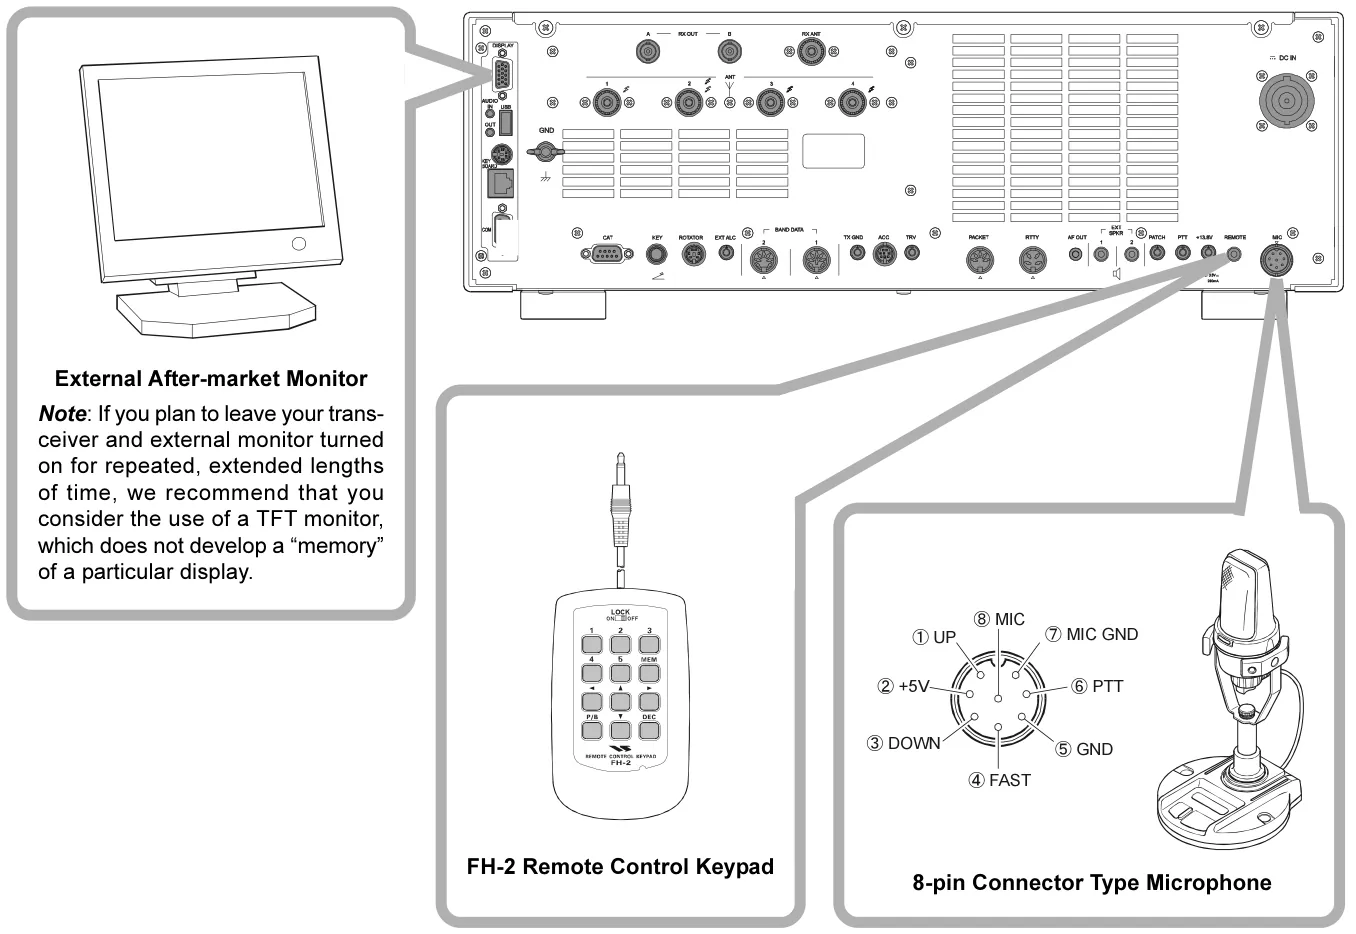 A RX OUT B RX ANT
DISPLAY
1 2 ANT 3 4
DC IN
AUDIO
IN USB
OUT
GND
KEY
BOARD
COM
CAT KEY ROTATOR EXT ALC BAND DATA TX GND ACC TRV PACKET RTTY AF OUT EXT
SPKR PATCH PTT +13.8V REMOTE MIC
2 1 1 2
External After-market Monitor
Note: If you plan to leave your trans-
ceiver and external monitor turned
on for repeated, extended lengths
of time, we recommend that you
consider the use of a TFT monitor,
which does not develop a “memory”
of a particular display.
LOCK
ON OFF
1 2 3
4 5 MEM
◄ ▲ ►
P/B ▼ DEC
REMOTE CONTROL KEYPAD
FH-2
FH-2 Remote Control Keypad
⑧ MIC
① UP ⑦ MIC GND
② +5V ⑥ PTT
③ DOWN ⑤ GND
④ FAST
8-pin Connector Type Microphone